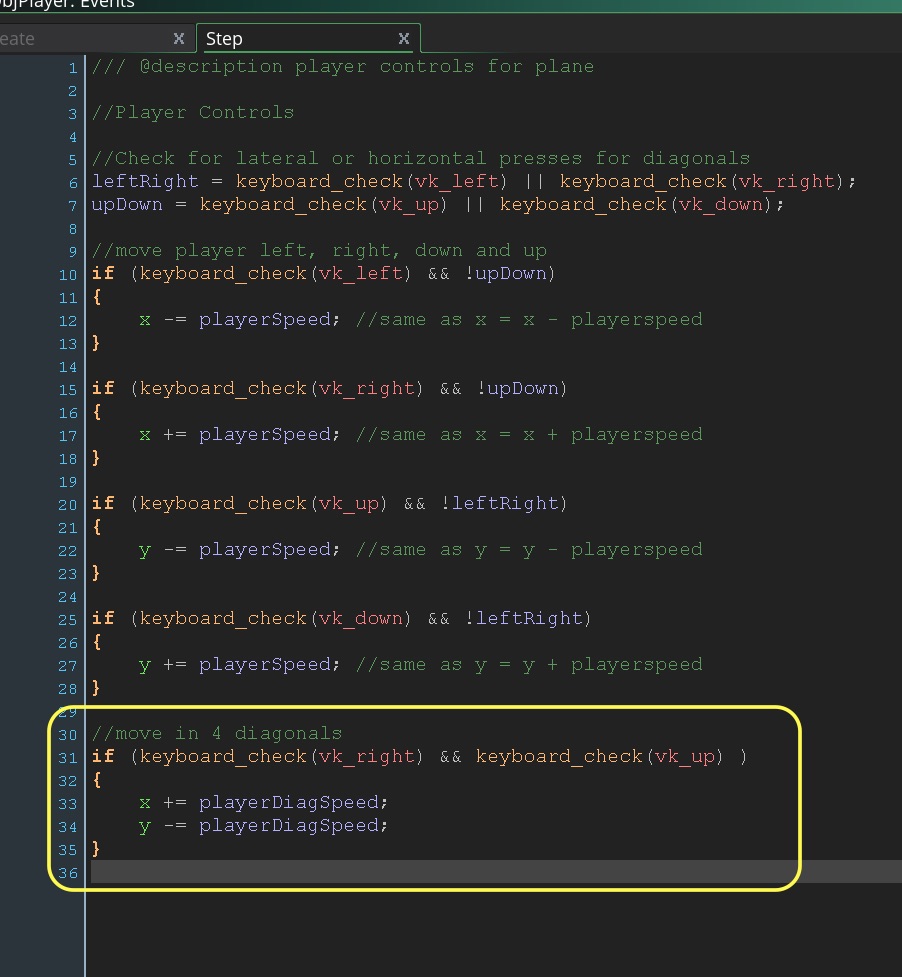 ObjPlayer: Events
eate X Step X
1 /// @description player controls for plane
2
3 //Player Controls
4
5 //Check for lateral or horizontal presses for diagonals
6 leftRight = keyboard_check(vk_left) || keyboard_check(vk_right);
7 upDown = keyboard_check(vk_up) || keyboard_check(vk_down);
8
9 //move player left, right, down and up
10 if (keyboard_check(vk_left) && !upDown)
11 {
12 x -= playerSpeed; //same as x = x - playerspeed
13 }
14
15 if (keyboard_check(vk_right) && !upDown)
16 {
17 x += playerSpeed; //same as x = x + playerspeed
18 }
19
20 if (keyboard_check(vk_up) && !leftRight)
21 {
22 y -= playerSpeed; //same as y = y - playerspeed
23 }
24
25 if (keyboard_check(vk_down) && !leftRight)
26 {
27 y += playerSpeed; //same as y = y + playerspeed
28 }
29
30 //move in 4 diagonals
31 if (keyboard_check(vk_right) && keyboard_check(vk_up) )
32 {
33 x += playerDiagSpeed;
34 y -= playerDiagSpeed;
35 }
36